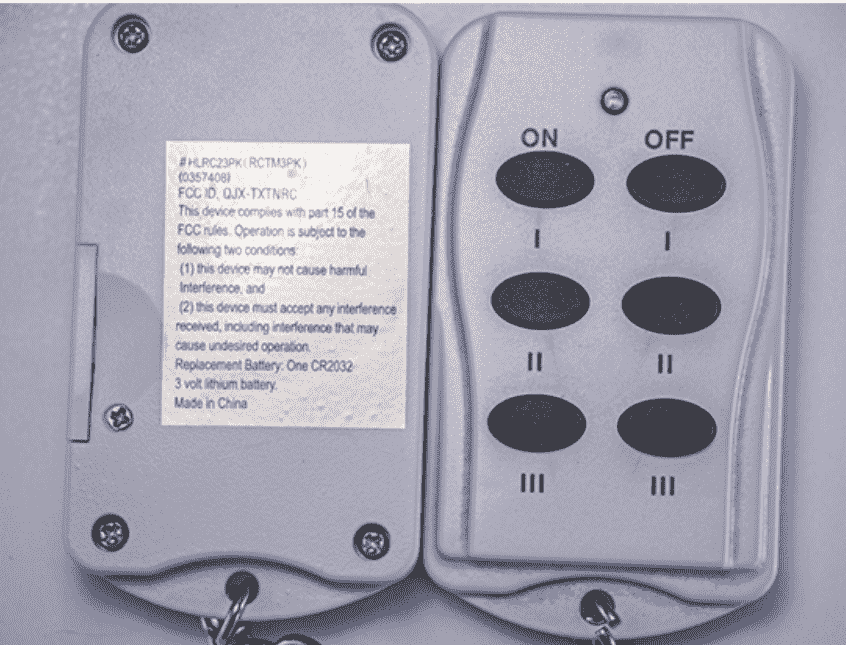 #HLRC23PK(RCTM3PK)
(0357408)
FCC ID, QJX-TXTNRC
This device complies with part 15 of the
FCC rules. Operation is subject to the
following two conditions:
(1) this device may not cause harmful
Interference, and
(2) this device must accept any interference
received, including interference that may
cause undesired operation.
Replacement Battery: One CR2032
3 volt lithium battery.
Made in China
ON OFF
I I
II II
III III